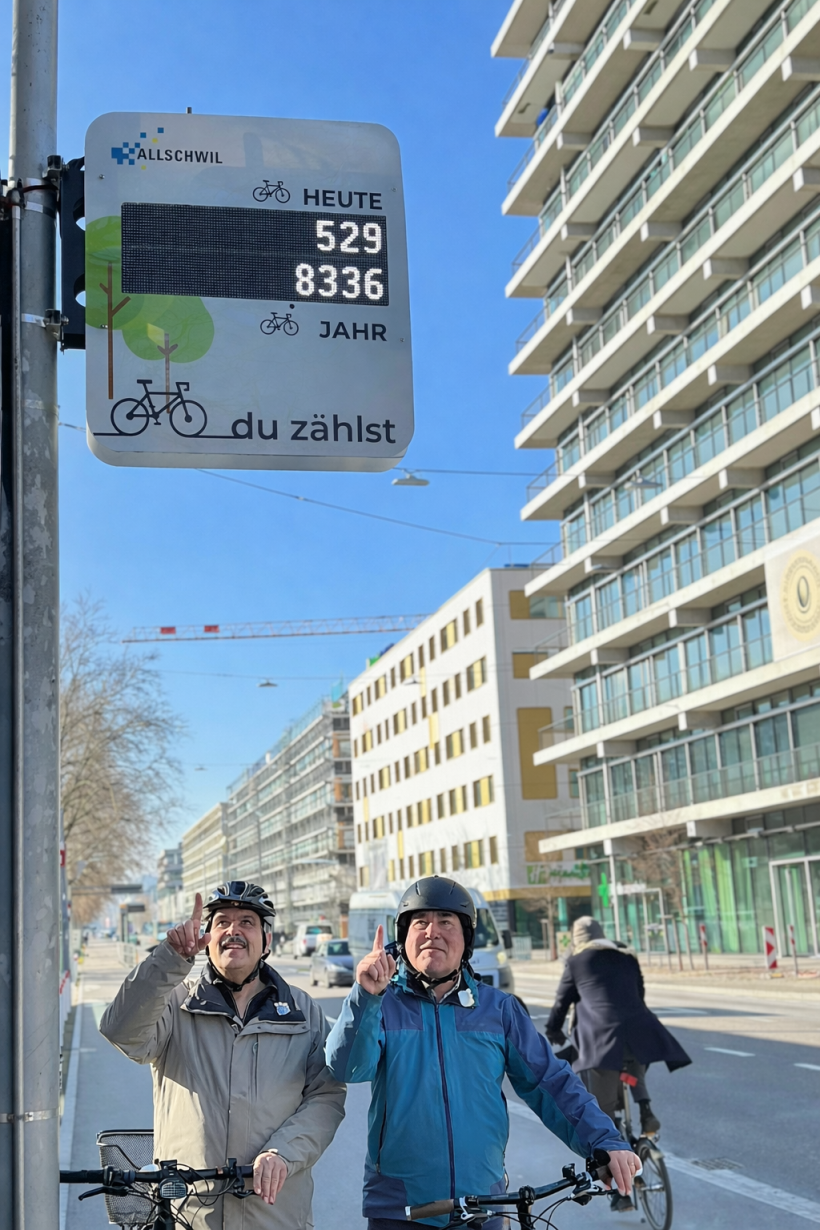 ALLSCHWIL
HEUTE
529
8336
JAHR
du zählst